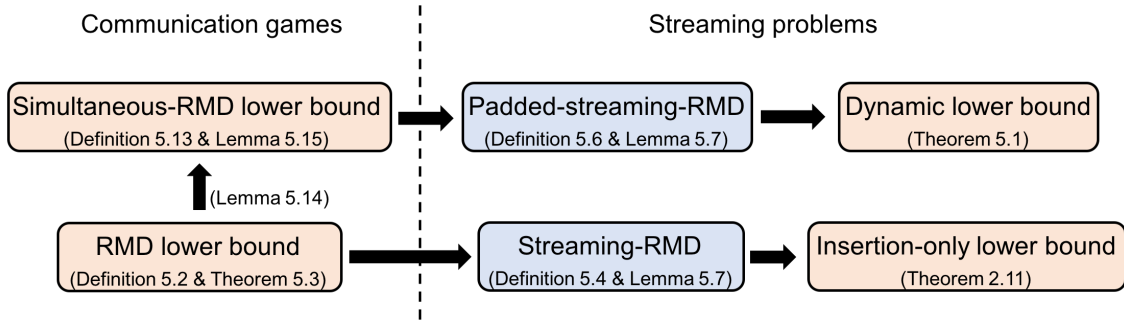 Communication games
Streaming problems
Simultaneous-RMD lower bound
(Definition 5.13 & Lemma 5.15)
Padded-streaming-RMD
(Definition 5.6 & Lemma 5.7)
Dynamic lower bound
(Theorem 5.1)
(Lemma 5.14)
RMD lower bound
(Definition 5.2 & Theorem 5.3)
Streaming-RMD
(Definition 5.4 & Lemma 5.7)
Insertion-only lower bound
(Theorem 2.11)